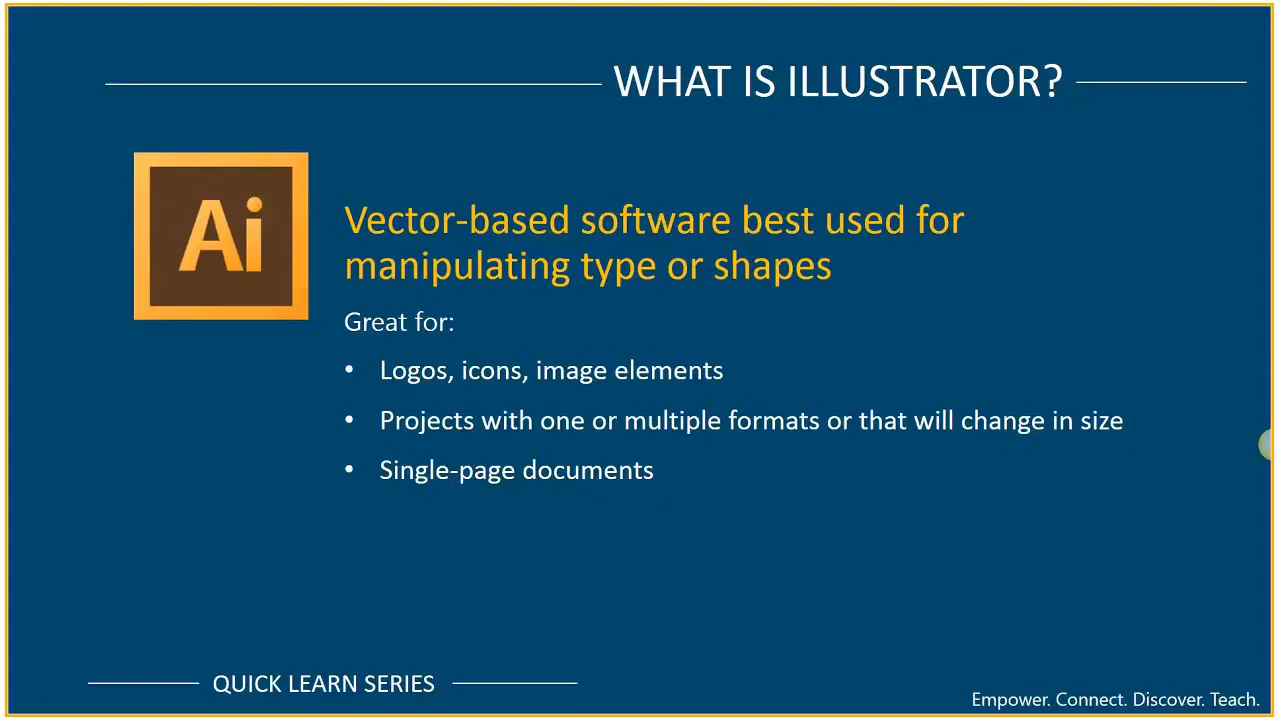 WHAT IS ILLUSTRATOR?
Ai
Vector-based software best used for
manipulating type or shapes
Great for:
• Logos, icons, image elements
• Projects with one or multiple formats or that will change in size
• Single-page documents
QUICK LEARN SERIES
Empower. Connect. Discover. Teach.